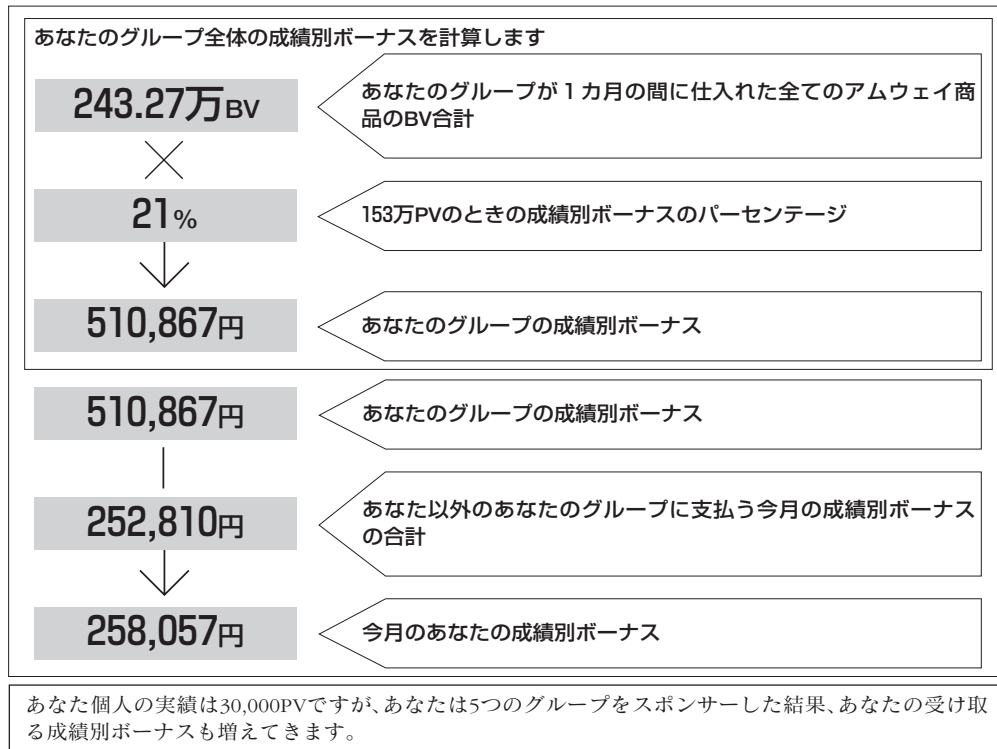 あなたのグループ全体の成績別ボーナスを計算します
243.27万BV
あなたのグループが1カ月の間に仕入れた全てのアムウェイ商
品のBV合計
×
21%
153万PVのときの成績別ボーナスのパーセンテージ
510,867円
あなたのグループの成績別ボーナス
510,867円
あなたのグループの成績別ボーナス
252,810円
あなた以外のあなたのグループに支払う今月の成績別ボーナス
の合計
258,057円
今月のあなたの成績別ボーナス
あなた個人の実績は30,000PVですが、あなたは5つのグループをスポンサーした結果、あなたの受け取
る成績別ボーナスも増えてきます。